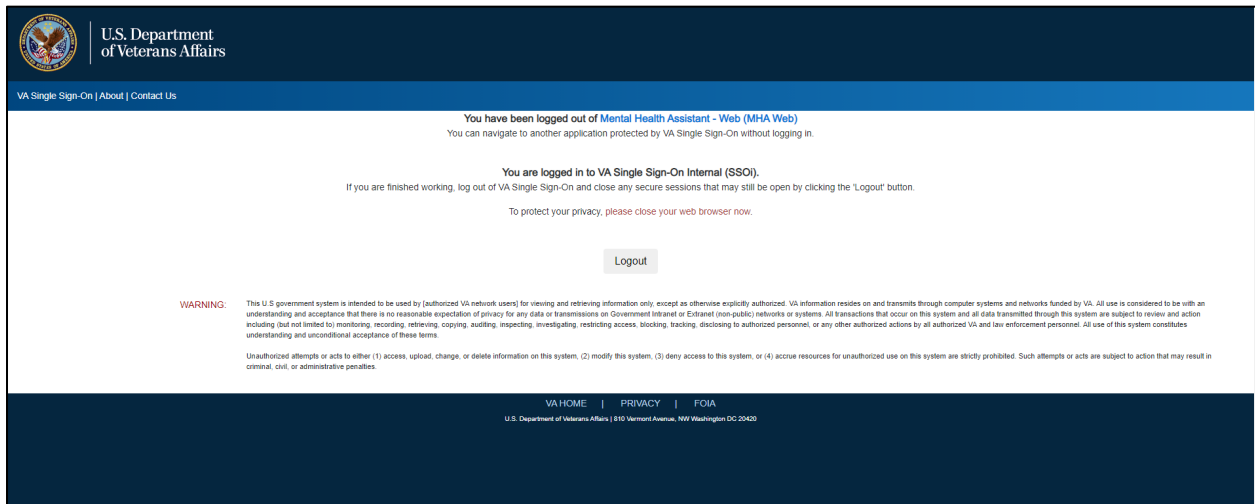 U.S. Department
of Veterans Affairs
VA Single Sign-On | About | Contact Us
You have been logged out of Mental Health Assistant - Web (MHA Web)
You can navigate to another application protected by VA Single Sign-On without logging in.
You are logged in to VA Single Sign-On Internal (SSOi).
If you are finished working, log out of VA Single Sign-On and close any secure sessions that may still be open by clicking the 'Logout' button.
To protect your privacy, please close your web browser now.
Logout
WARNING:
This U.S government system is intended to be used by [authorized VA network users] for viewing and retrieving information only, except as otherwise explicitly authorized. VA information resides on and transmits through computer systems and networks funded by VA. All use is considered to be with an
understanding and acceptance that there is no reasonable expectation of privacy for any data or transmissions on Government Intranet or Extranet (non-public) networks or systems. All transactions that occur on this system and all data transmitted through this system are subject to review and action
including (but not limited to) monitoring, recording, retrieving, copying, auditing, inspecting, investigating, restricting access, blocking, tracking, disclosing to authorized personnel, or any other authorized actions by all authorized VA and law enforcement personnel. All use of this system constitutes
understanding and unconditional acceptance of these terms.
Unauthorized attempts or acts to either (1) access, upload, change, or delete information on this system, (2) modify this system, (3) deny access to this system, or (4) accrue resources for unauthorized use on this system are strictly prohibited. Such attempts or acts are subject to action that may result in
criminal, civil, or administrative penalties.
VA HOME | PRIVACY | FOIA
U.S. Department of Veterans Affairs | 810 Vermont Avenue, NW Washington DC 20420